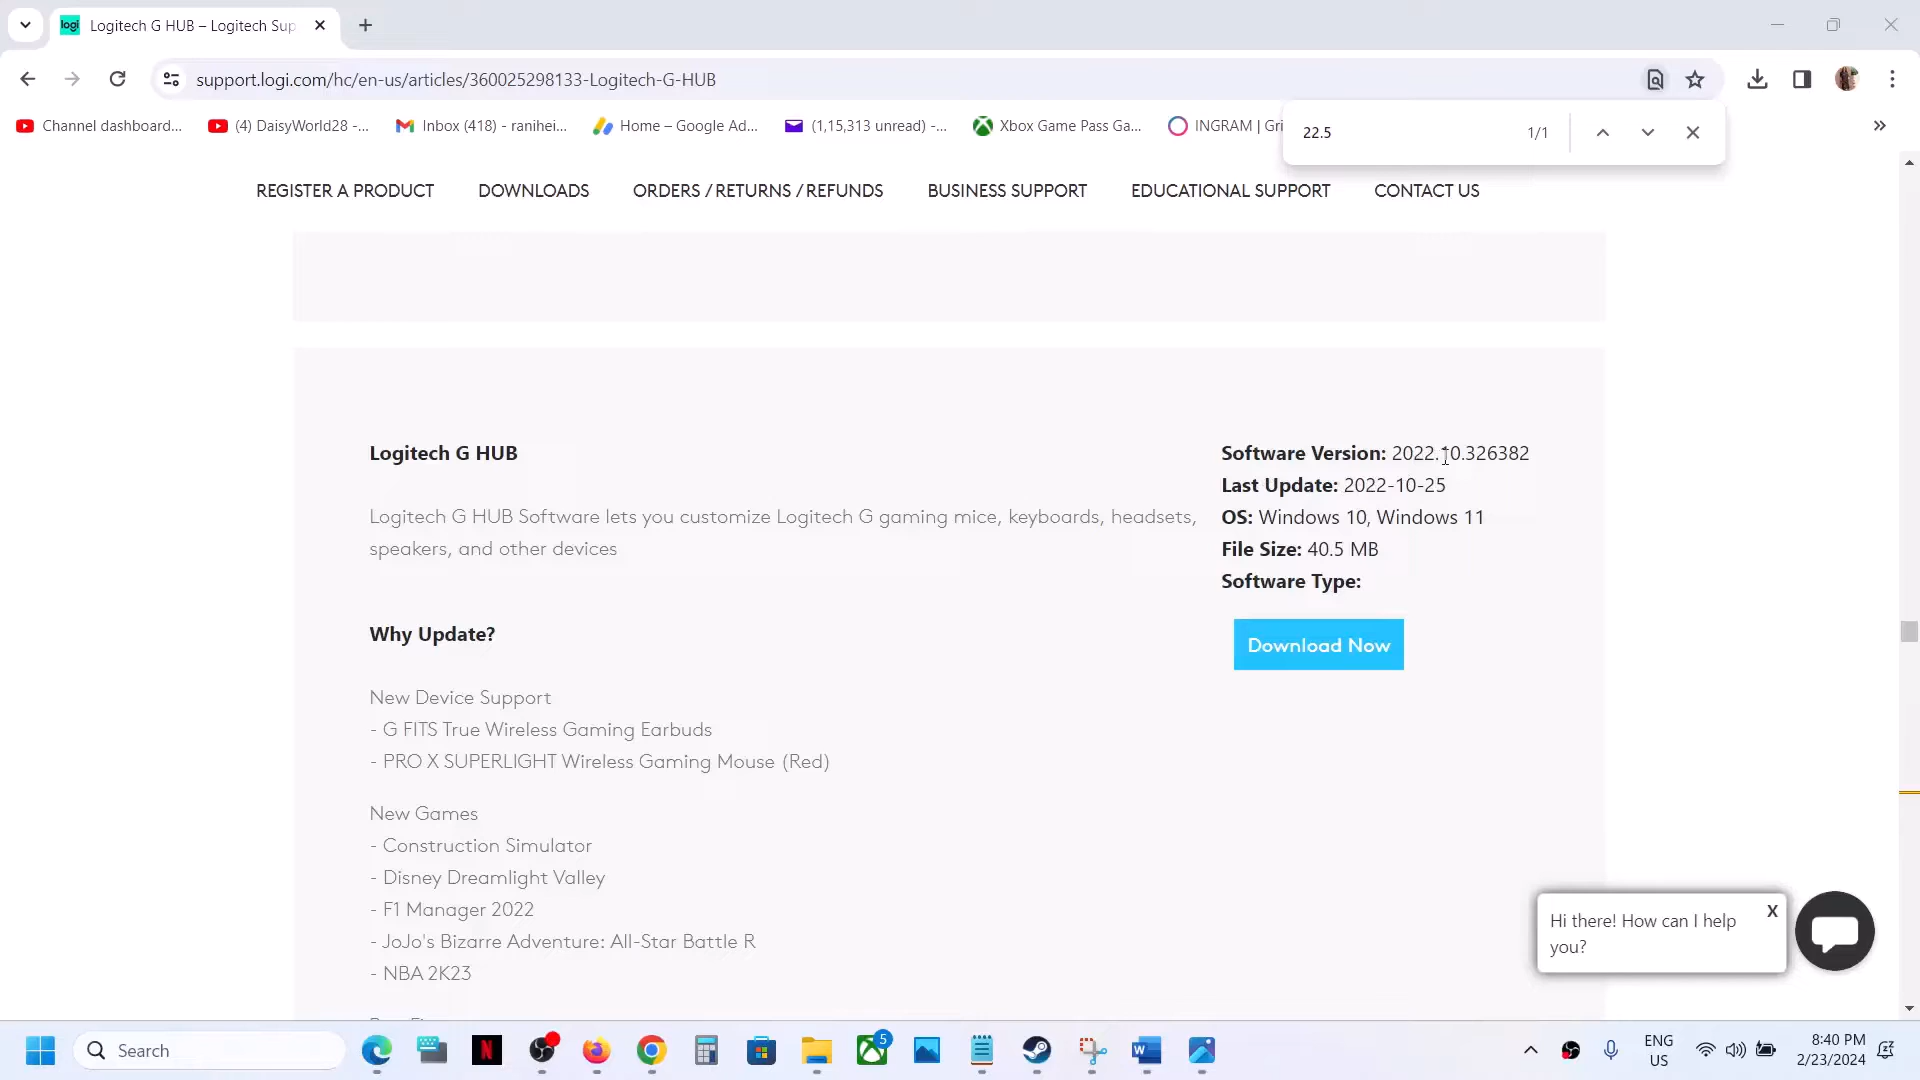 logi
Logitech G HUB – Logitech Sup
support.logi.com/hc/en-us/articles/360025298133-Logitech-G-HUB
Channel dashboard...
(4) DaisyWorld28 -...
Inbox (418) - ranihei...
Home – Google Ad...
(1,15,313 unread) -...
Xbox Game Pass Ga...
INGRAM | Gri
22.5
1/1
REGISTER A PRODUCT
DOWNLOADS
ORDERS / RETURNS / REFUNDS
BUSINESS SUPPORT
EDUCATIONAL SUPPORT
CONTACT US
Logitech G HUB
Logitech G HUB Software lets you customize Logitech G gaming mice, keyboards, headsets,
speakers, and other devices
Why Update?
New Device Support
- G FITS True Wireless Gaming Earbuds
- PRO X SUPERLIGHT Wireless Gaming Mouse (Red)
New Games
- Construction Simulator
- Disney Dreamlight Valley
- F1 Manager 2022
- JoJo's Bizarre Adventure: All-Star Battle R
- NBA 2K23
Software Version: 2022.10.326382
Last Update: 2022-10-25
OS: Windows 10, Windows 11
File Size: 40.5 MB
Software Type:
Download Now
Hi there! How can I help
you?
X
Search
N
5
W
ENG
US
8:40 PM
2/23/2024